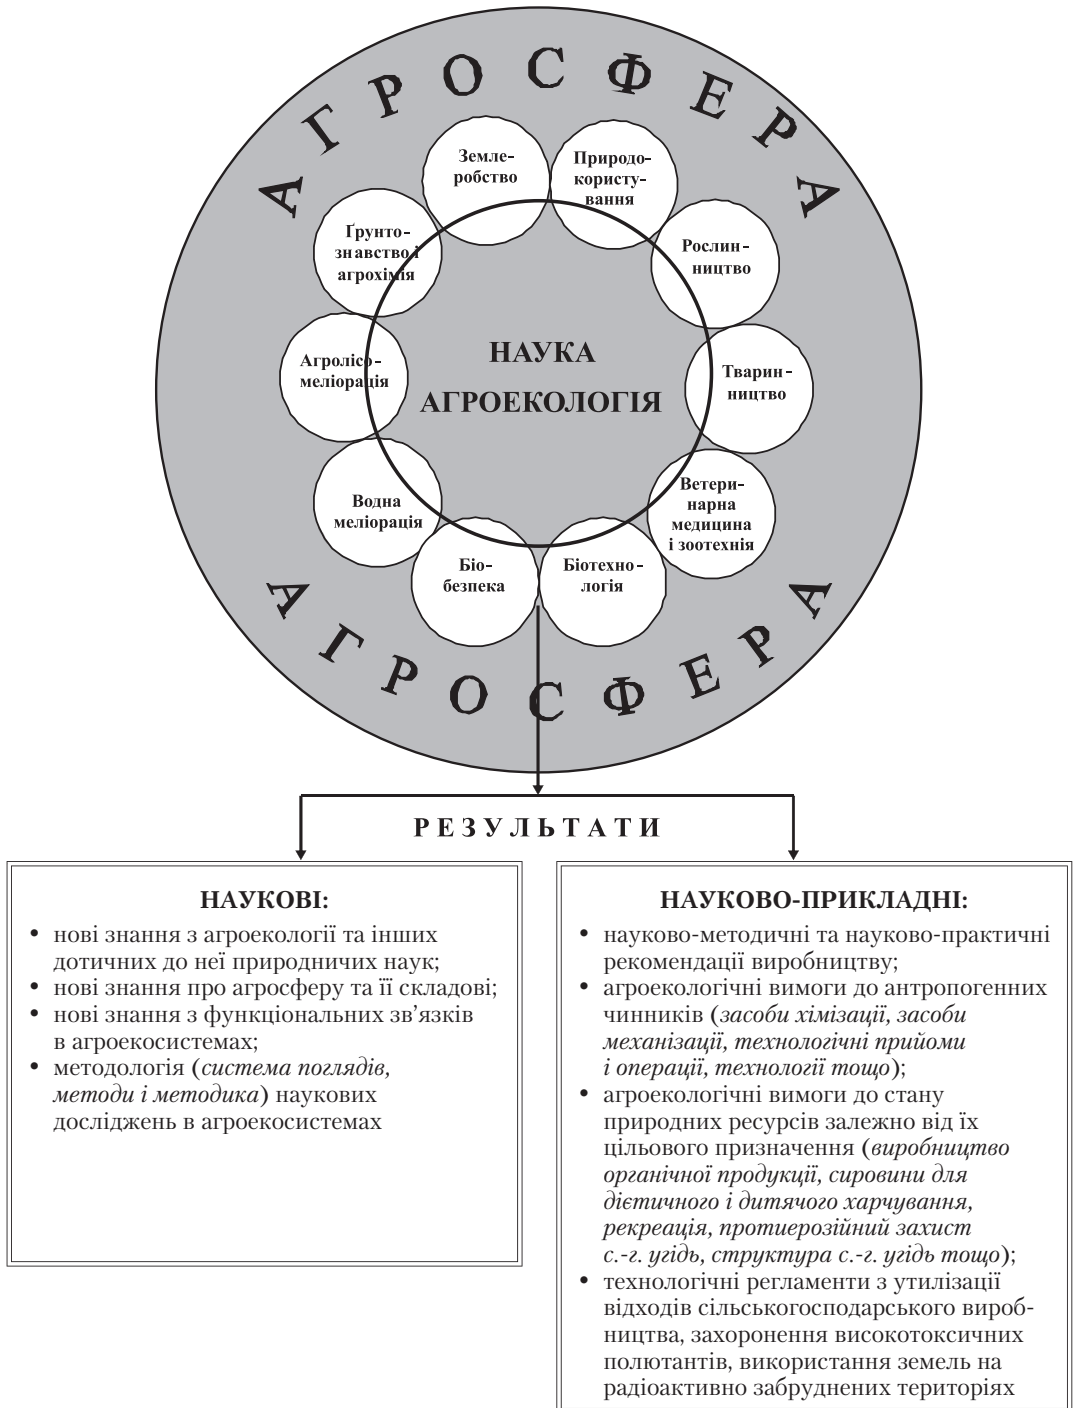 АГРОСФЕРА
Земле-
робство
Природо-
користу-
вання
Ґрунто-
знавство і
агрохімія
Рослин-
ництво
Агролісо-
меліорація
НАУКА
АГРОЕКОЛОГІЯ
Тварин-
ництво
Водна
меліорація
Ветери-
нарна
медицина
і зоотехнія
Біо-
безпека
Біотехно-
логія
АГРОСФЕРА
РЕЗУЛЬТАТИ
НАУКОВІ:
• нові знання з агроекології та інших
дотичних до неї природничих наук;
• нові знання про агросферу та її складові;
• нові знання з функціональних зв’язків
в агроекосистемах;
• методологія (система поглядів,
методи і методика) наукових
досліджень в агроекосистемах
НАУКОВО-ПРИКЛАДНІ:
• науково-методичні та науково-практичні
рекомендації виробництву;
• агроекологічні вимоги до антропогенних
чинників (засоби хімізації, засоби
механізації, технологічні прийоми
і операції, технології тощо);
• агроекологічні вимоги до стану
природних ресурсів залежно від їх
цільового призначення (виробництво
органічної продукції, сировини для
дієтичного і дитячого харчування,
рекреація, протиерозійний захист
с.-г. угідь, структура с.-г. угідь тощо);
• технологічні регламенти з утилізації
відходів сільськогосподарського вироб-
ництва, захоронення високотоксичних
полютантів, використання земель на
радіоактивно забруднених територіях